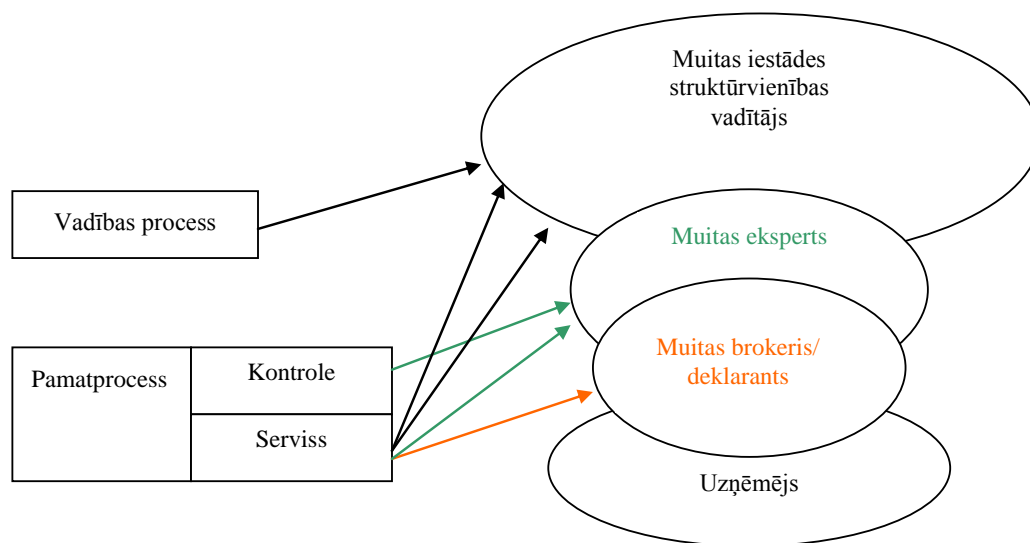 Muitas iestādes
struktūrvienības
vadītājs
Vadības process
Muitas eksperts
Pamatprocess
Kontrole
Serviss
Muitas brokeris/
deklarants
Uzņēmējs